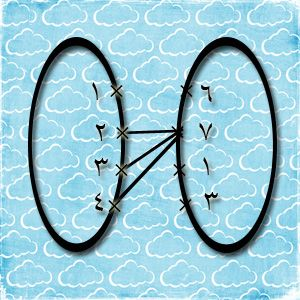 ١ ٦
٢ ٧
٣ ١
٤ ٣